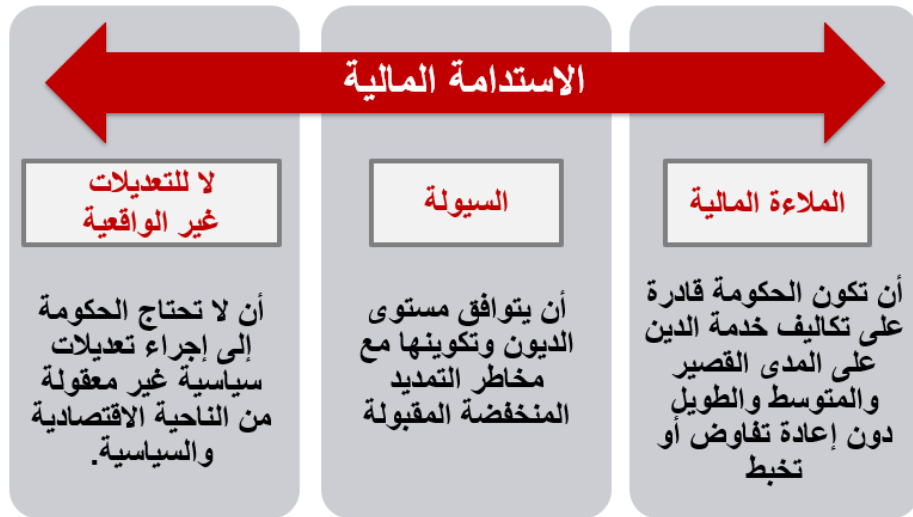 الاستدامة المالية
الملاءة المالية
أن تكون الحكومة قادرة
على تكاليف خدمة الدين
على المدى القصير
والمتوسط والطويل
دون إعادة تفاوض أو
تخبط
السيولة
أن يتوافق مستوى
الديون وتكوينها مع
مخاطر التمديد
المنخفضة المقبولة
لا للتعديلات
غير الواقعية
أن لا تحتاج الحكومة
إلى إجراء تعديلات
سياسية غير معقولة
من الناحية الاقتصادية
والسياسية.